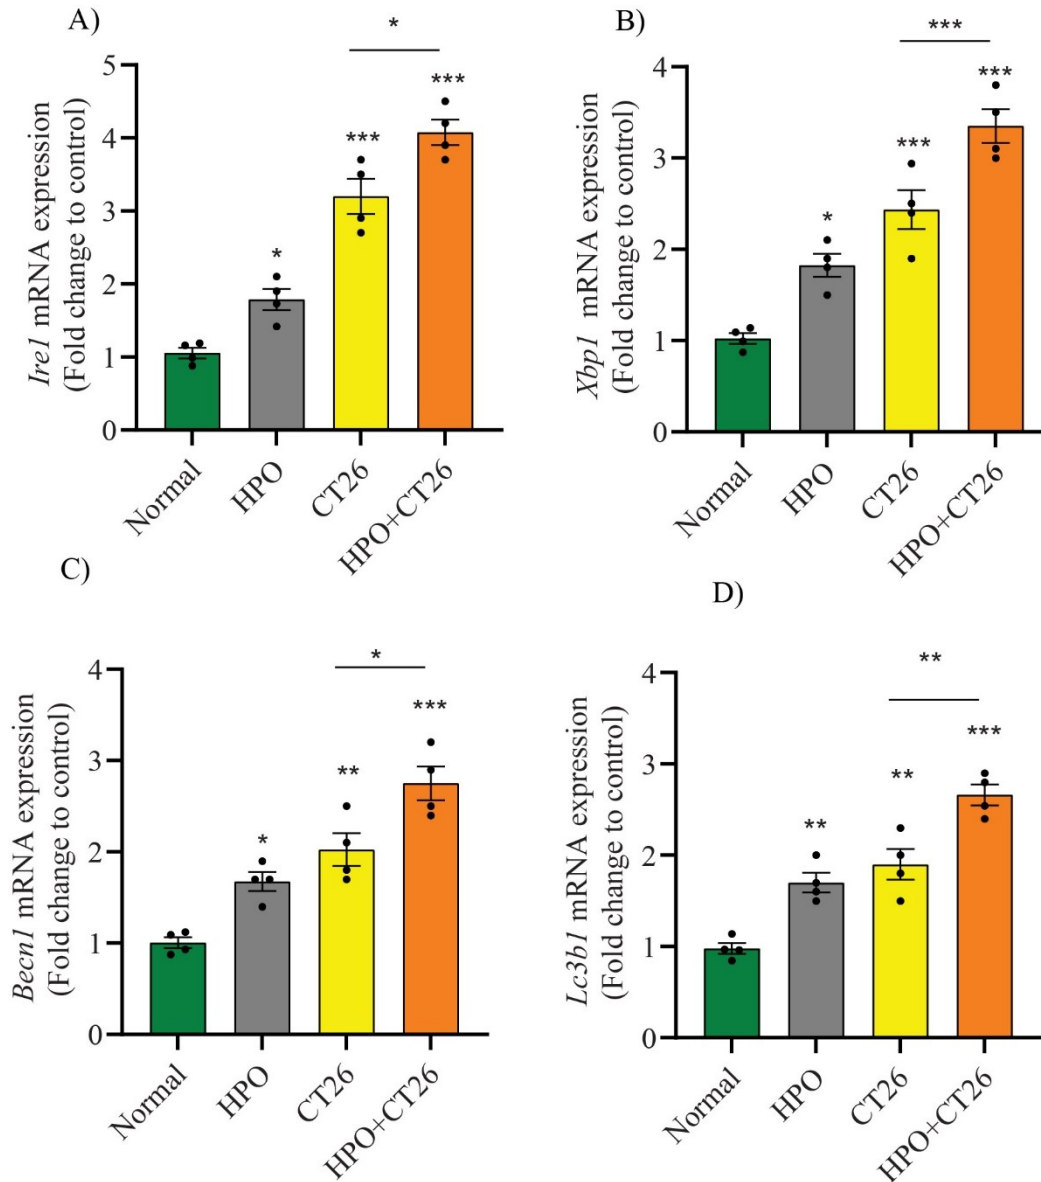 A)
*
***
***
*
5
4
3
2
1
0
Ire1 mRNA expression
(Fold change to control)
Normal
HPO
CT26
HPO+CT26
B)
***
***
***
*
4
3
2
1
0
Xbp1 mRNA expression
(Fold change to control)
Normal
HPO
CT26
HPO+CT26
C)
*
***
**
*
4
3
2
1
0
Becn1 mRNA expression
(Fold change to control)
Normal
HPO
CT26
HPO+CT26
D)
**
***
**
**
4
3
2
1
0
Lc3b1 mRNA expression
(Fold change to control)
Normal
HPO
CT26
HPO+CT26